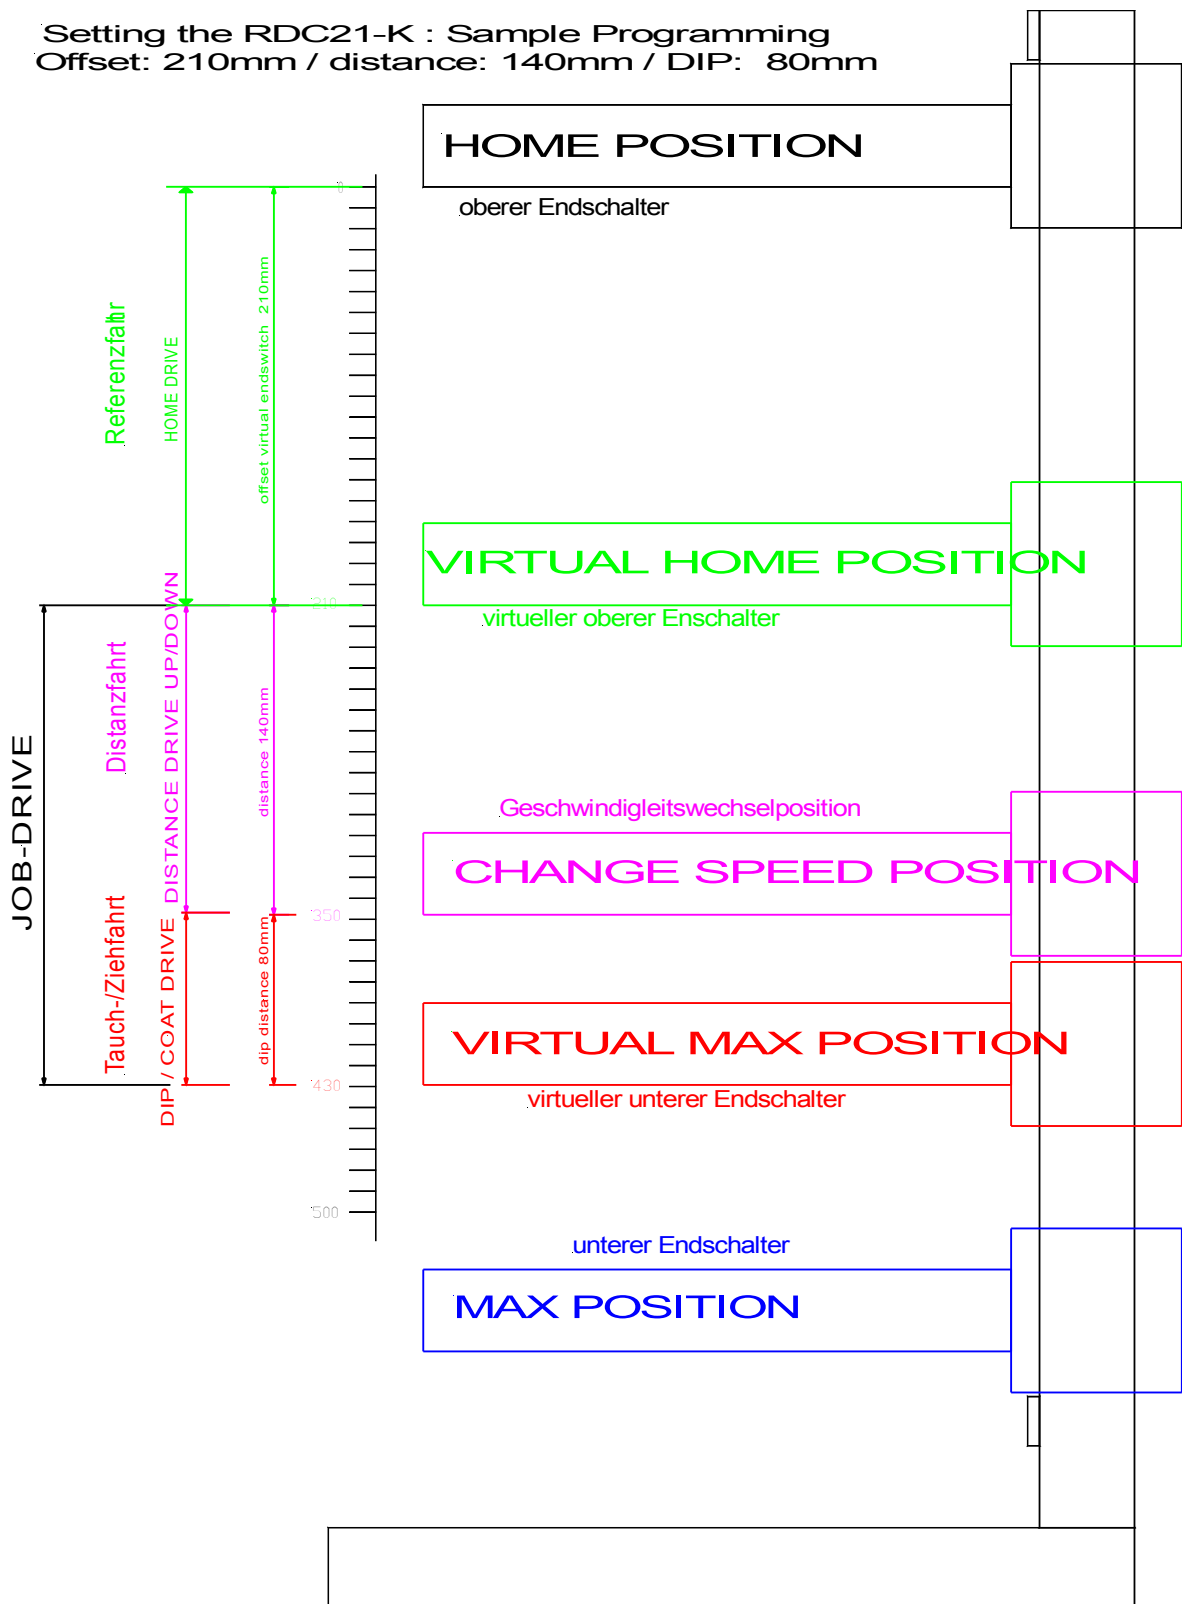 Setting the RDC21-K : Sample Programming
Offset: 210mm / distance: 140mm / DIP: 80mm
HOME POSITION
oberer Endschalter
0
Referenzfahr
HOME DRIVE
offset virtual endswitch 210mm
VIRTUAL HOME POSITION
210
virtueller oberer Enschalter
JOB-DRIVE
Distanzfahrt
DISTANCE DRIVE UP/DOWN
distance 140mm
Geschwindigleitswechselposition
CHANGE SPEED POSITION
350
Tauch-/Ziehfahrt
DIP / COAT DRIVE
dip distance 80mm
VIRTUAL MAX POSITION
430
virtueller unterer Endschalter
500
unterer Endschalter
MAX POSITION